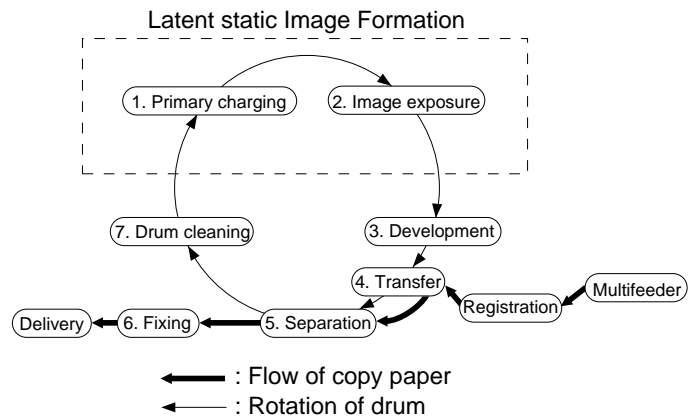 Latent static Image Formation
1. Primary charging
2. Image exposure
7. Drum cleaning
3. Development
4. Transfer
Multifeeder
Registration
Delivery
6. Fixing
5. Separation
: Flow of copy paper
: Rotation of drum